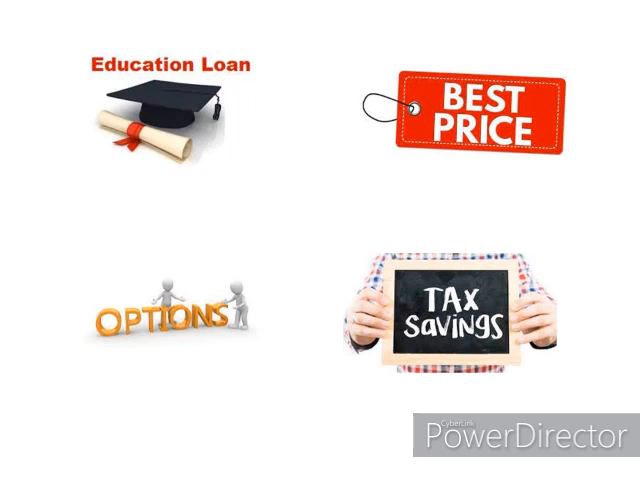 Education Loan
BEST
PRICE
OPTIONS
TAX
SAVINGS
CyberLink
PowerDirector